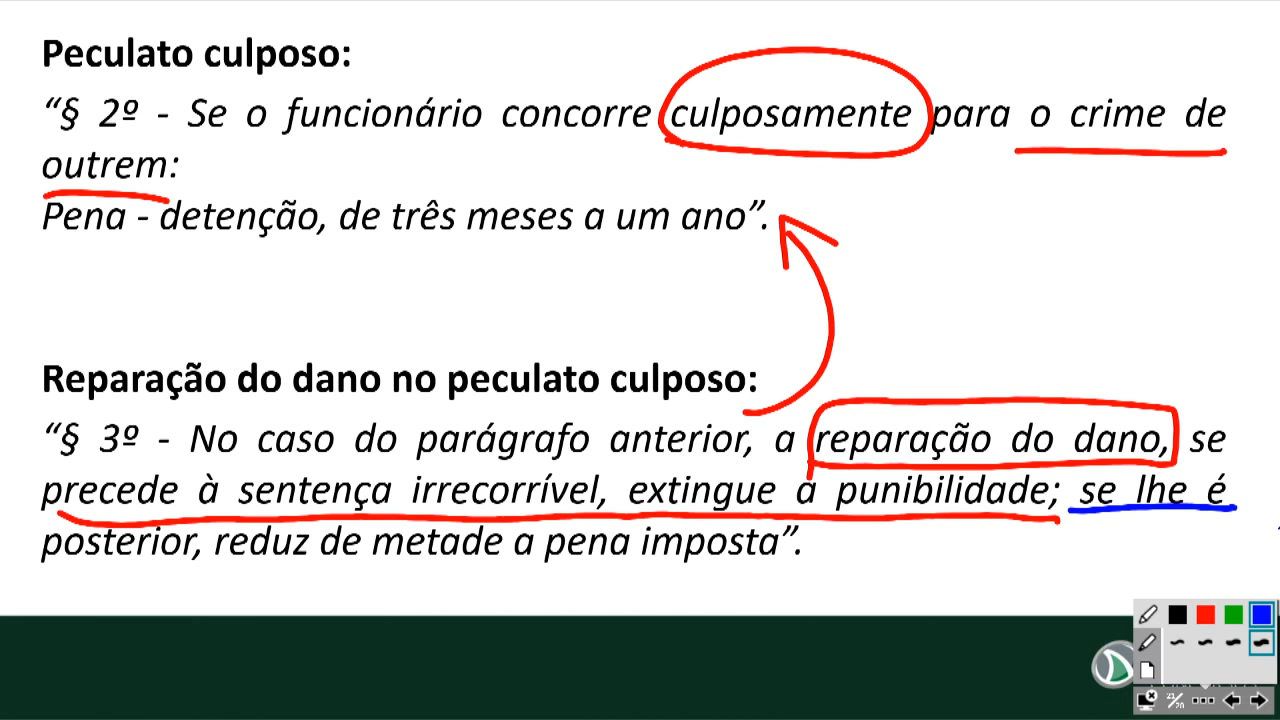 Peculato culposo:
“§ 2º - Se o funcionário concorre culposamente para o crime de
outrem:
Pena - detenção, de três meses a um ano”.
Reparação do dano no peculato culposo:
“§ 3º - No caso do parágrafo anterior, a reparação do dano, se
precede à sentença irrecorrível, extingue a punibilidade; se lhe é
posterior, reduz de metade a pena imposta”.